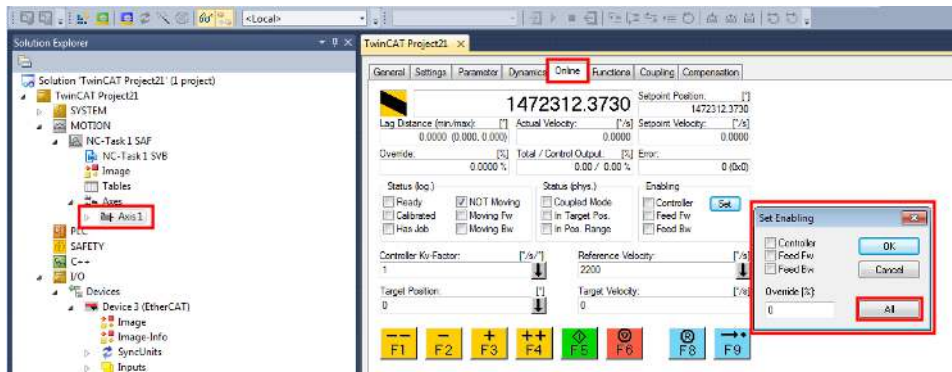 <Local>
Solution Explorer
TwinCAT Project21
Solution 'TwinCAT Project21' (1 project)
TwinCAT Project21
SYSTEM
MOTION
NC-Task 1 SAF
NC-Task 1 SVB
Image
Tables
Axes
Axis 1
PLC
SAFETY
C++
I/O
Devices
Device 3 (EtherCAT)
Image
Image-Info
SyncUnits
Inputs
General Settings Parameter Dynamics Online Functions Coupling Compensation
1472312.3730
Setpoint Position: [°]
1472312.3730
Lag Distance (min/max): [°] Actual Velocity: [°/s] Setpoint Velocity: [°/s]
0.0000 (0.000, 0.000) 0.0000 0.0000
Override: [%] Total / Control Output: [%] Error:
0.0000 % 0.00 / 0.00 % 0 (0x0)
Status (log.) Status (phys.) Enabling
Ready NOT Moving Coupled Mode Controller Set
Calibrated Moving Fw In Target Pos. Feed Fw
Has Job Moving Bw In Pos. Range Feed Bw
Controller Kv-Factor: [°/s/°] Reference Velocity: [°/s]
1 2200
Target Position: [°] Target Velocity: [°/s]
0 0
-- - + ++
F1 F2 F3 F4 F5 F6 F8 F9
Set Enabling
Controller OK
Feed Fw
Feed Bw Cancel
Override [%]:
0 All